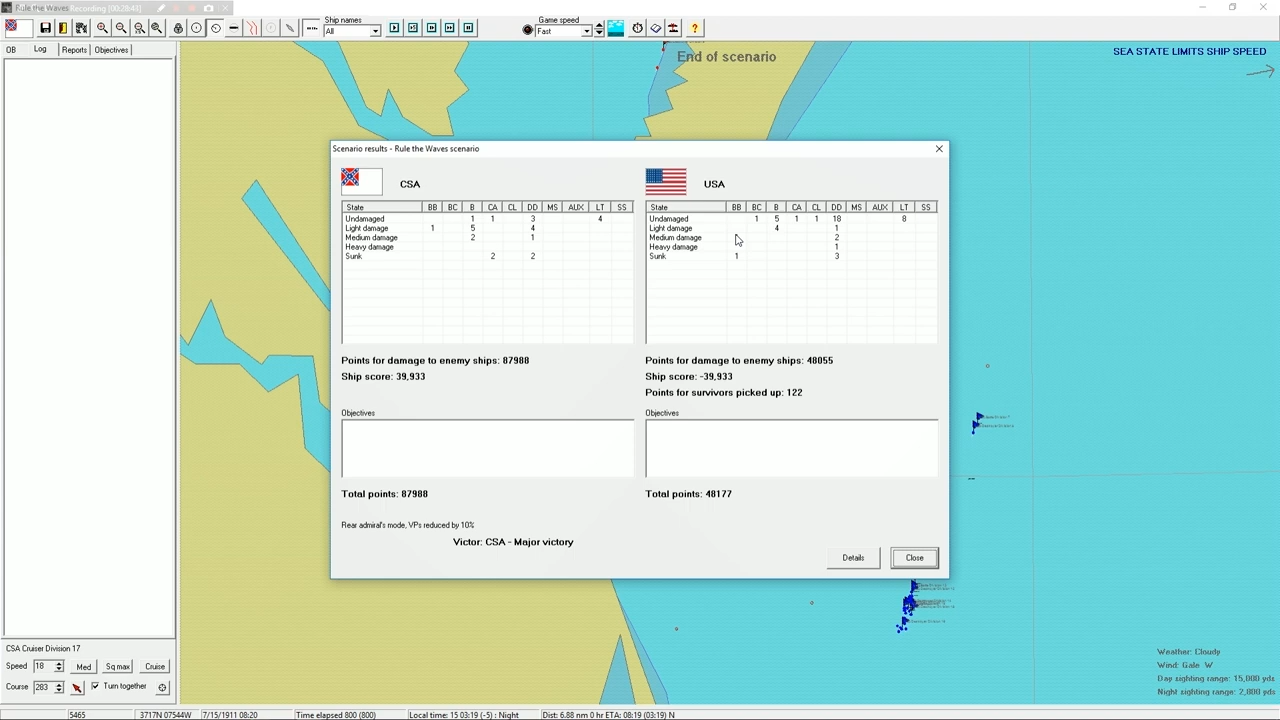 Rule the Waves Recording [00:28:41]
Ship names
All
Game speed
Fast
OB Log Reports Objectives
End of scenario
SEA STATE LIMITS SHIP SPEED
Scenario results - Rule the Waves scenario
CSA
USA
State BB BC B CA CL DD MS AUX LT SS
Undamaged 1 1 3 4
Light damage 1 5 4
Medium damage 2 1
Heavy damage
Sunk 2 2
State BB BC B CA CL DD MS AUX LT SS
Undamaged 1 5 1 1 18 8
Light damage 4 1
Medium damage 2
Heavy damage 1
Sunk 1 3
Points for damage to enemy ships: 87988
Ship score: 39,933
Points for damage to enemy ships: 48055
Ship score: -39,933
Points for survivors picked up: 122
Objectives
Objectives
Total points: 87988
Total points: 48177
Rear admiral's mode, VPs reduced by 10%
Victor: CSA - Major victory
Details
Close
CSA Cruiser Division 17
Speed 18 Med Sq max Cruise
Course 283 Turn together
Weather: Cloudy
Wind: Gale W
Day sighting range: 15,000 yds
Night sighting range: 2,800 yds
5465 3717N 07544W 7/15/1911 08:20 Time elapsed 800 (800) Local time: 15 03:19 (-5) : Night Dist: 6.88 nm 0 hr ETA: 08:19 (03:19) N